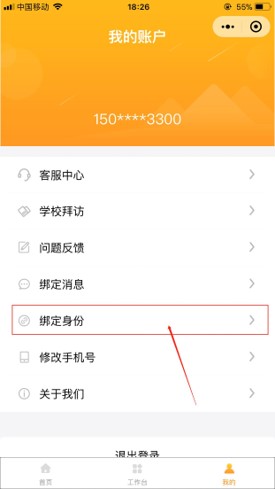 中国移动 18:26 55%
我的账户
150****3300
客服中心
学校拜访
问题反馈
绑定消息
绑定身份
修改手机号
关于我们
退出登录
首页 工作台 我的